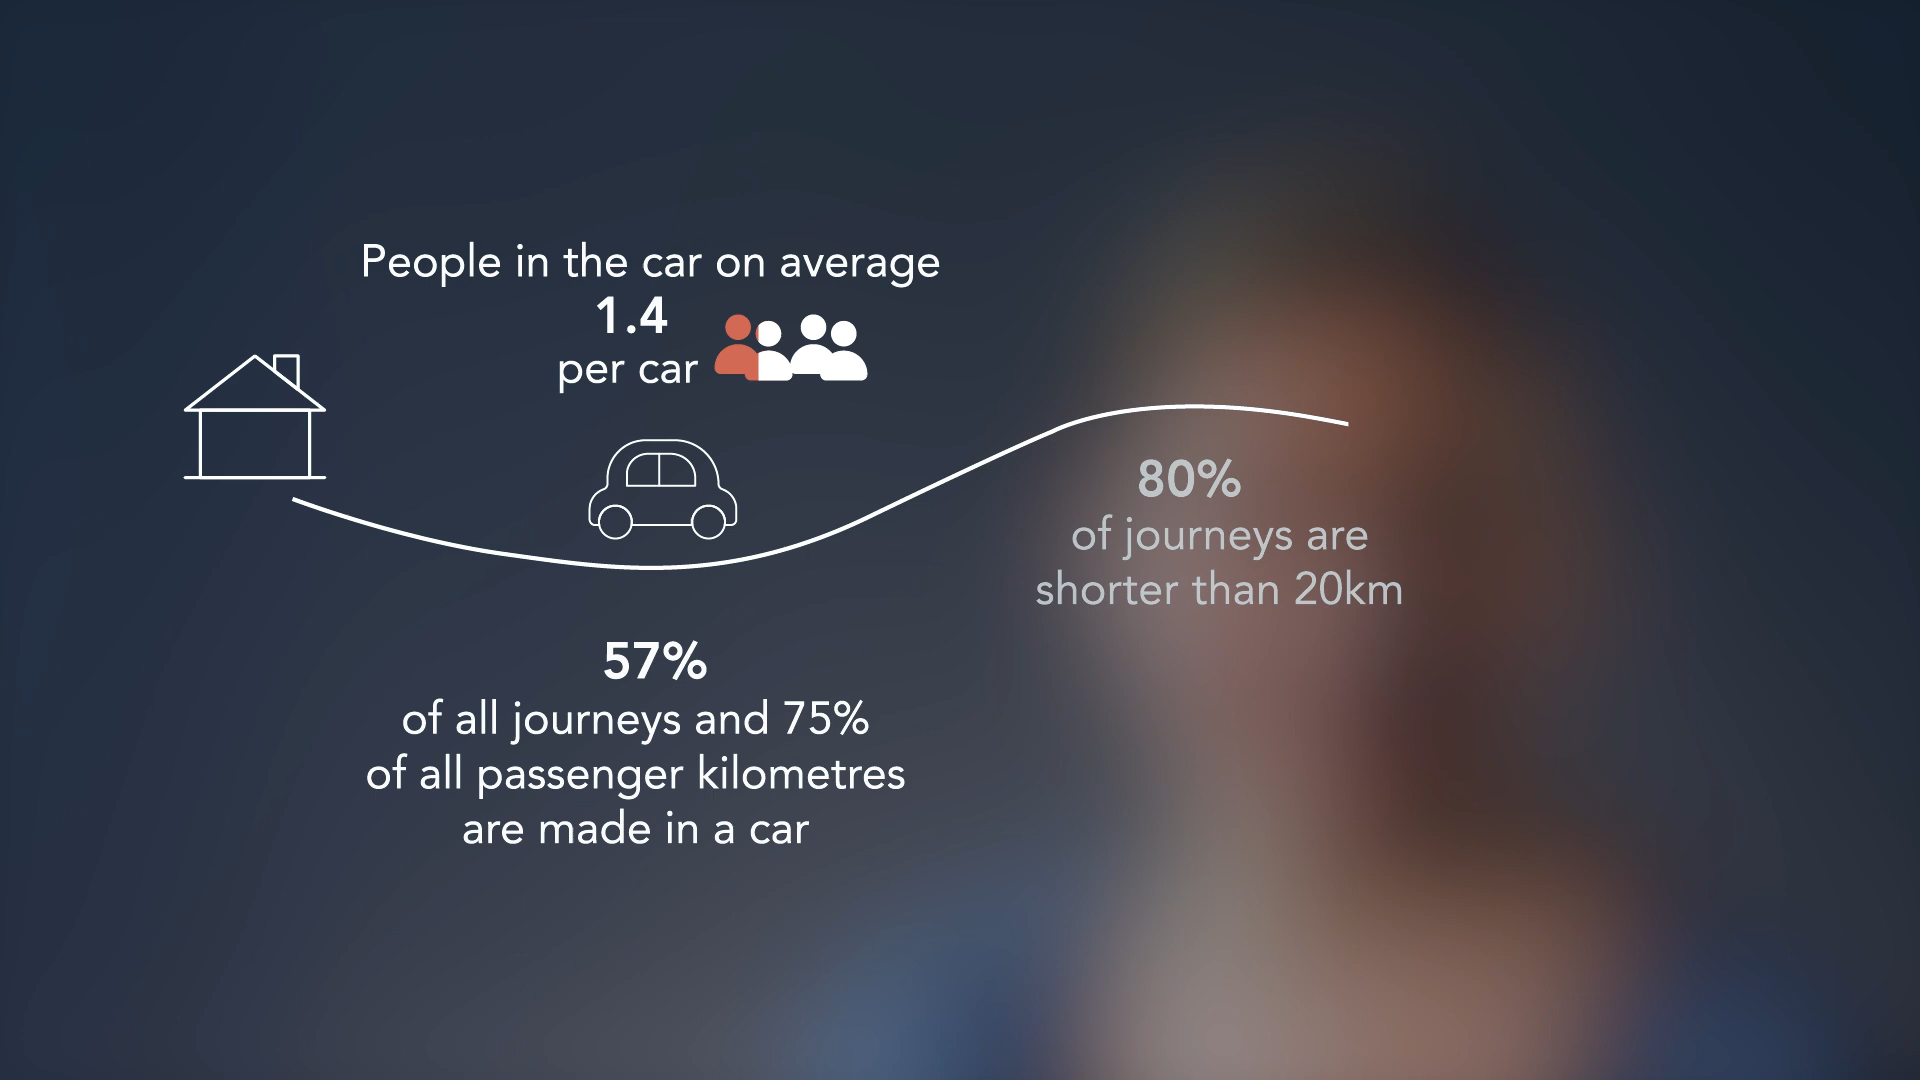 People in the car on average
1.4
per car
80%
of journeys are
shorter than 20km
57%
of all journeys and 75%
of all passenger kilometres
are made in a car